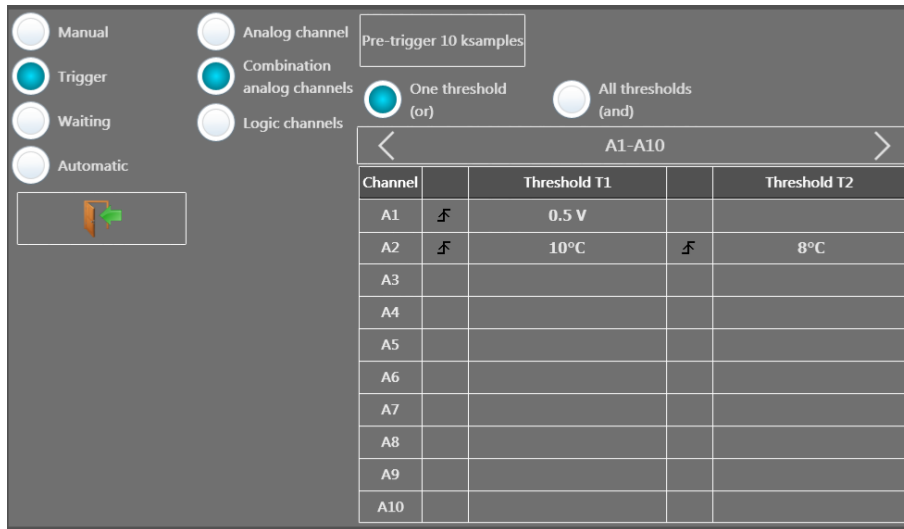 Manual
Trigger
Waiting
Automatic
Analog channel
Combination
analog channels
Logic channels
Pre-trigger 10 ksamples
One threshold
(or)
All thresholds
(and)
A1-A10
Channel Threshold T1 Threshold T2
A1 0.5 V
A2 10°C 8°C
A3
A4
A5
A6
A7
A8
A9
A10